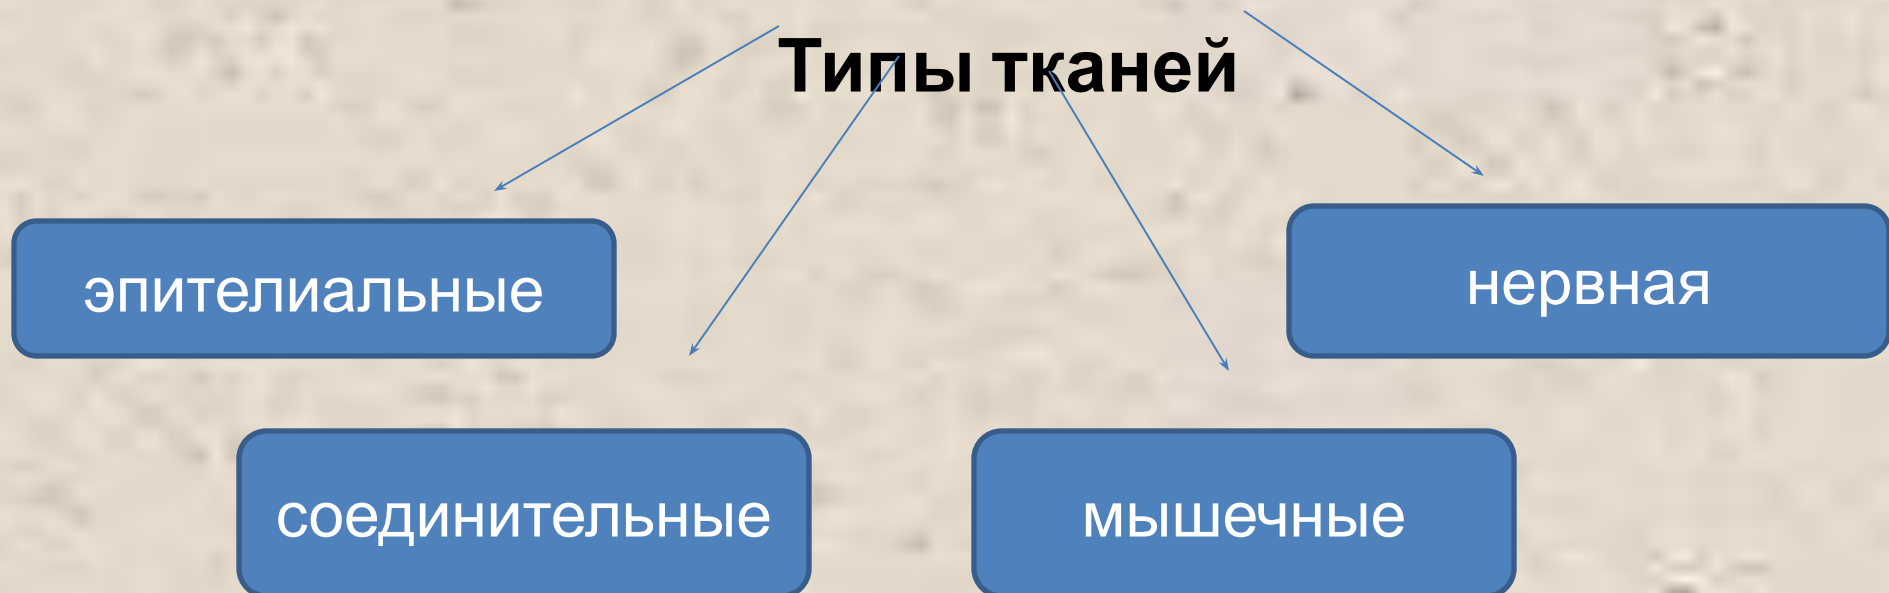 Типы тканей
эпителиальные
нервная
соединительные
мышечные